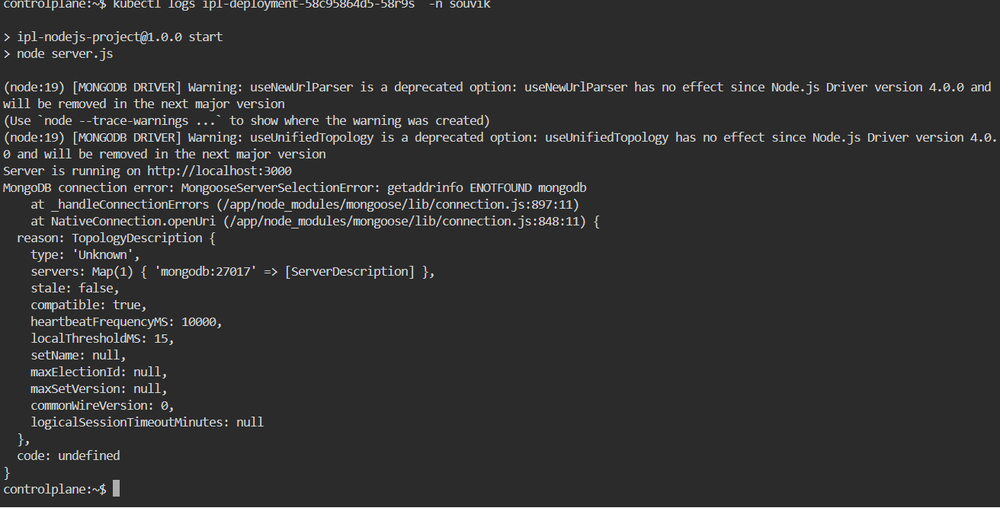 controlplane:~$ kubectl logs ipl-deployment-58c95864d5-58r9s  -n souvik
> ipl-nodejs-project@1.0.0 start
> node server.js
(node:19) [MONGODB DRIVER] Warning: useNewUrlParser is a deprecated option: useNewUrlParser has no effect since Node.js Driver version 4.0.0 and
will be removed in the next major version
(Use `node --trace-warnings ...` to show where the warning was created)
(node:19) [MONGODB DRIVER] Warning: useUnifiedTopology is a deprecated option: useUnifiedTopology has no effect since Node.js Driver version 4.0.
0 and will be removed in the next major version
Server is running on http://localhost:3000
MongoDB connection error: MongooseServerSelectionError: getaddrinfo ENOTFOUND mongodb
    at _handleConnectionErrors (/app/node_modules/mongoose/lib/connection.js:897:11)
    at NativeConnection.openUri (/app/node_modules/mongoose/lib/connection.js:848:11) {
  reason: TopologyDescription {
    type: 'Unknown',
    servers: Map(1) { 'mongodb:27017' => [ServerDescription] },
    stale: false,
    compatible: true,
    heartbeatFrequencyMS: 10000,
    localThresholdMS: 15,
    setName: null,
    maxElectionId: null,
    maxSetVersion: null,
    commonWireVersion: 0,
    logicalSessionTimeoutMinutes: null
  },
  code: undefined
}
controlplane:~$